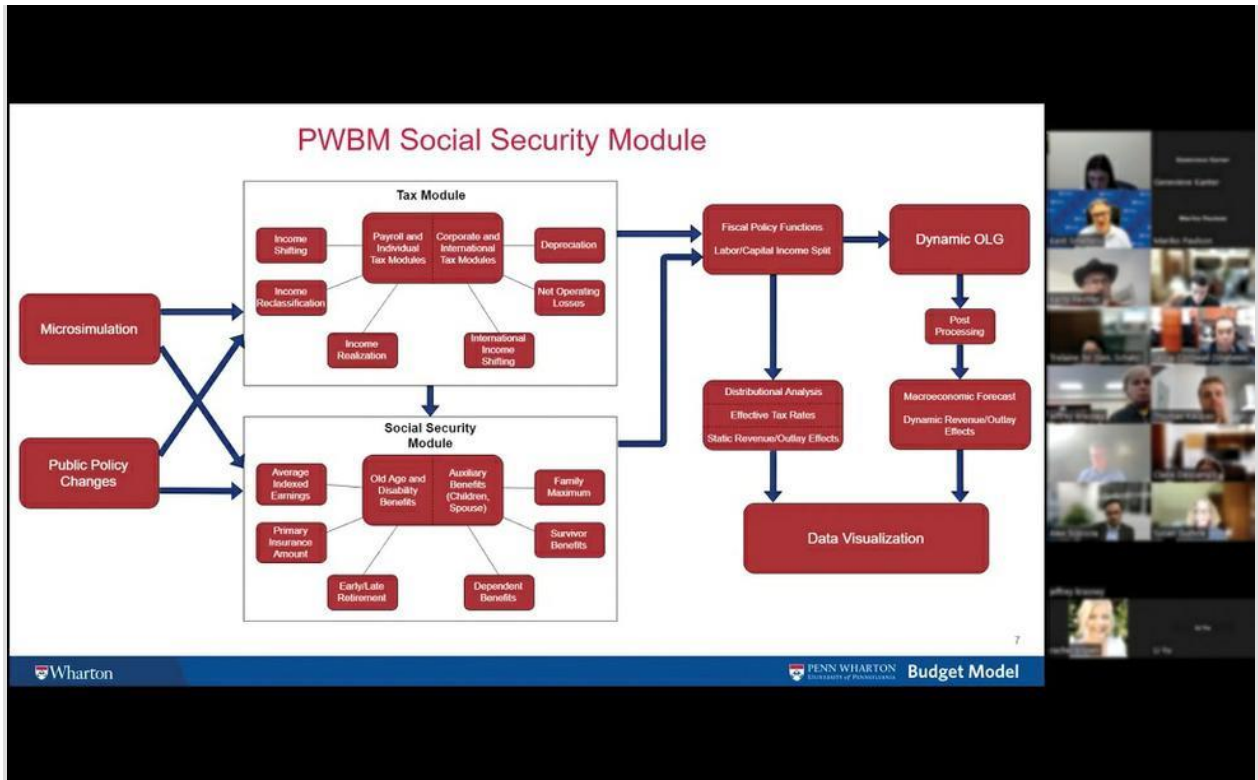 PWBM Social Security Module
Tax Module
Income
Shifting
Payroll and
Individual
Tax Modules
Corporate and
International
Tax Modules
Depreciation
Income
Reclassification
Net Operating
Losses
Income
Realization
International
Income
Shifting
Microsimulation
Public Policy
Changes
Social Security
Module
Average
Indexed
Earnings
Old Age and
Disability
Benefits
Auxiliary
Benefits
(Children,
Spouse)
Family
Maximum
Primary
Insurance
Amount
Survivor
Benefits
Early/Late
Retirement
Dependent
Benefits
Fiscal Policy Functions
Labor/Capital Income Split
Dynamic OLG
Post
Processing
Distributional Analysis
Effective Tax Rates
Static Revenue/Outlay Effects
Macroeconomic Forecast
Dynamic Revenue/Outlay
Effects
Data Visualization
7
Wharton
PENN WHARTON
UNIVERSITY of PENNSYLVANIA
Budget Model